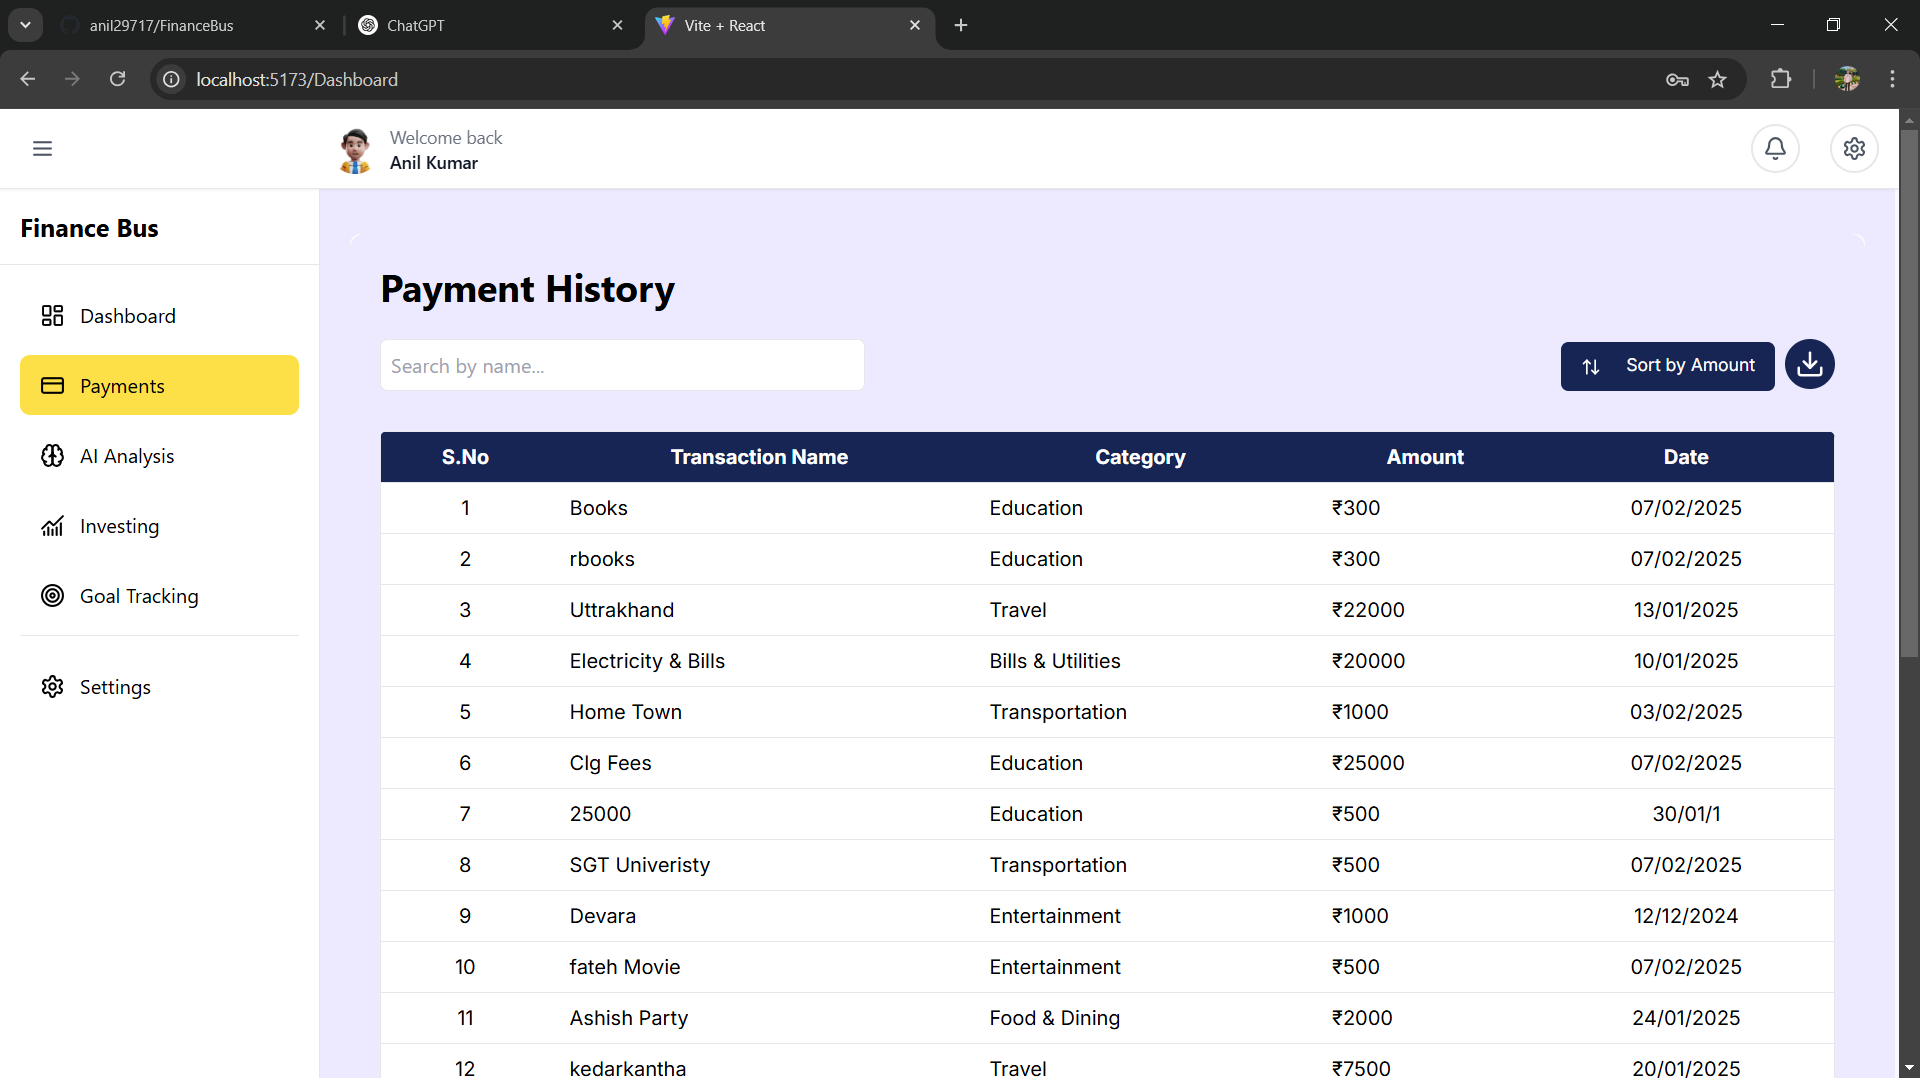 anil29717/FinanceBus
ChatGPT
Vite + React
localhost:5173/Dashboard
Welcome back
Anil Kumar
Finance Bus
Dashboard
Payments
AI Analysis
Investing
Goal Tracking
Settings
Payment History
Search by name...
Sort by Amount
S.No Transaction Name Category Amount Date
1 Books Education ₹300 07/02/2025
2 rbooks Education ₹300 07/02/2025
3 Uttrakhand Travel ₹22000 13/01/2025
4 Electricity & Bills Bills & Utilities ₹20000 10/01/2025
5 Home Town Transportation ₹1000 03/02/2025
6 Clg Fees Education ₹25000 07/02/2025
7 25000 Education ₹500 30/01/1
8 SGT Univeristy Transportation ₹500 07/02/2025
9 Devara Entertainment ₹1000 12/12/2024
10 fateh Movie Entertainment ₹500 07/02/2025
11 Ashish Party Food & Dining ₹2000 24/01/2025
12 kedarkantha Travel ₹7500 20/01/2025